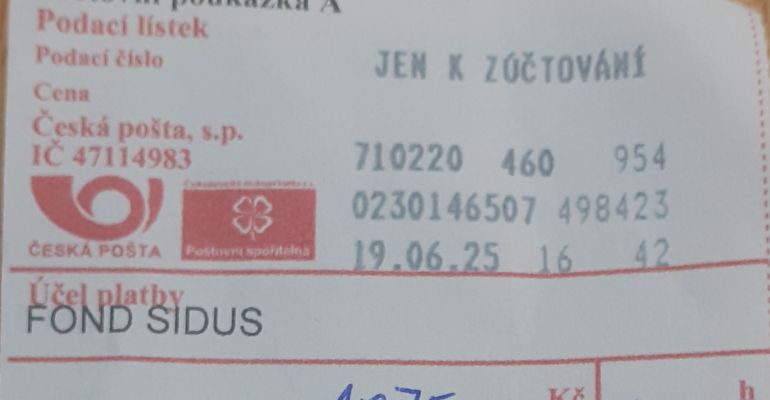 poukázka A
Podací lístek
Podací číslo
JEN K ZÚČTOVÁNÍ
Cena
Česká pošta, s.p.
IČ 47114983
710220 460 954
0230146507 498423
19.06.25 16 42
ČESKÁ POŠTA
Poštovní spořitelna
Účel platby
FOND SIDUS
Kč h